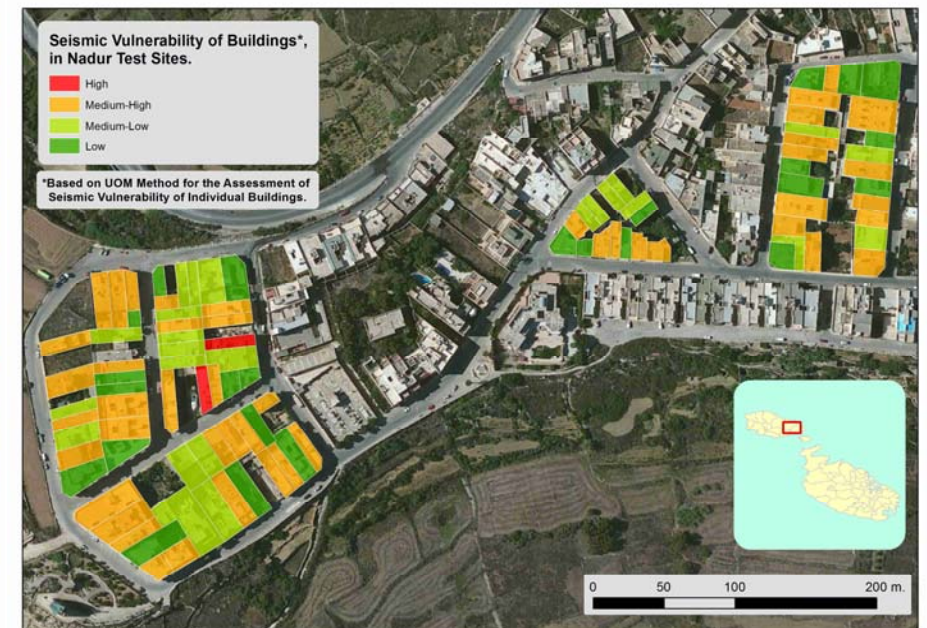 Seismic Vulnerability of Buildings*,
in Nadur Test Sites.
High
Medium-High
Medium-Low
Low
*Based on UOM Method for the Assessment of
Seismic Vulnerability of Individual Buildings.
0 50 100 200 m.